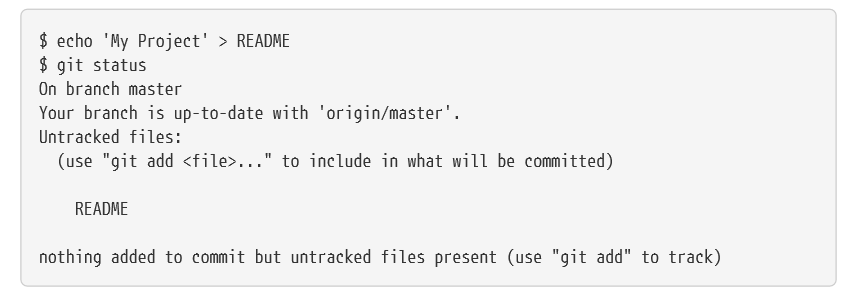 $ echo 'My Project' > README
$ git status
On branch master
Your branch is up-to-date with 'origin/master'.
Untracked files:
  (use "git add <file>..." to include in what will be committed)

    README

nothing added to commit but untracked files present (use "git add" to track)